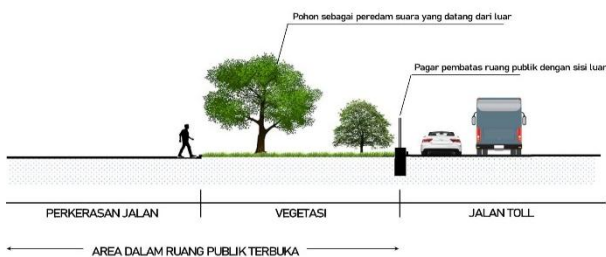 Pohon sebagai peredam suara yang datang dari luar
Pagar pembatas ruang publik dengan sisi luar
PERKERASAN JALAN
VEGETASI
JALAN TOLL
AREA DALAM RUANG PUBLIK TERBUKA